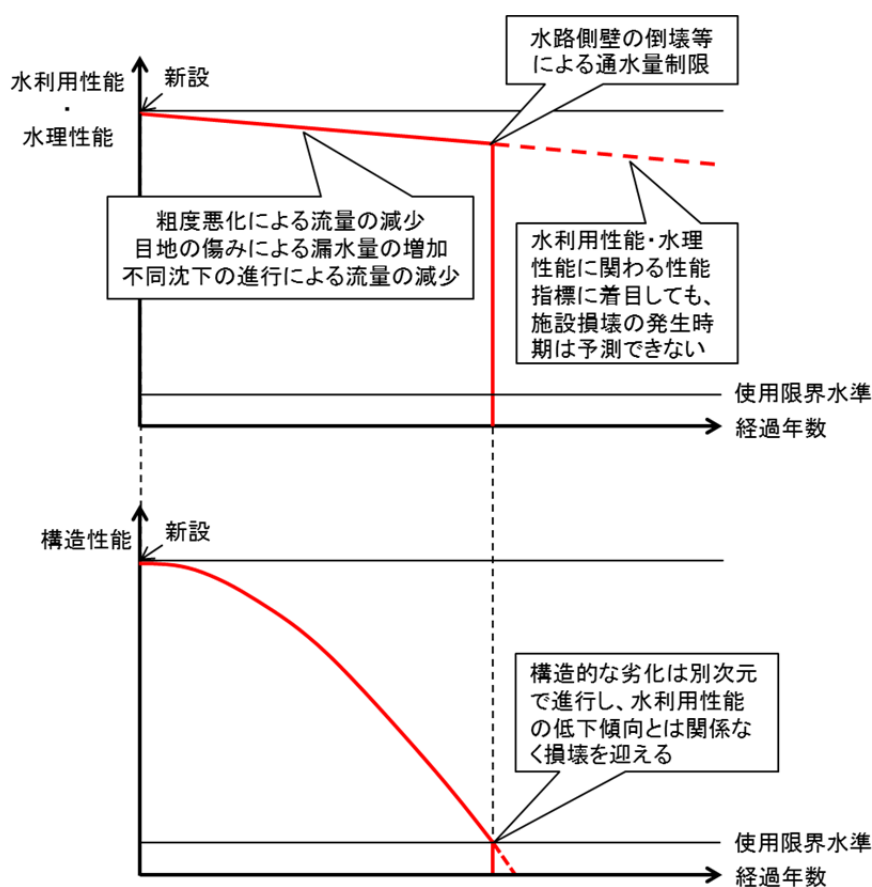 水路側壁の倒壊等
による通水量制限
新設
水利用性能
・
水理性能
粗度悪化による流量の減少
目地の傷みによる漏水量の増加
不同沈下の進行による流量の減少
水利用性能・水理
性能に関わる性能
指標に着目しても、
施設損壊の発生時
期は予測できない
使用限界水準
経過年数
新設
構造性能
構造的な劣化は別次元
で進行し、水利用性能
の低下傾向とは関係な
く損壊を迎える
使用限界水準
経過年数